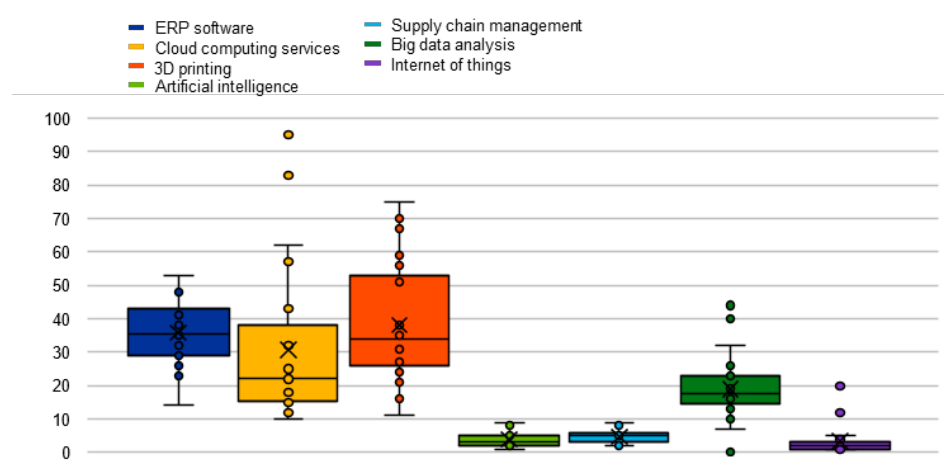 ERP software
Cloud computing services
3D printing
Artificial intelligence
Supply chain management
Big data analysis
Internet of things
100
90
80
70
60
50
40
30
20
10
0